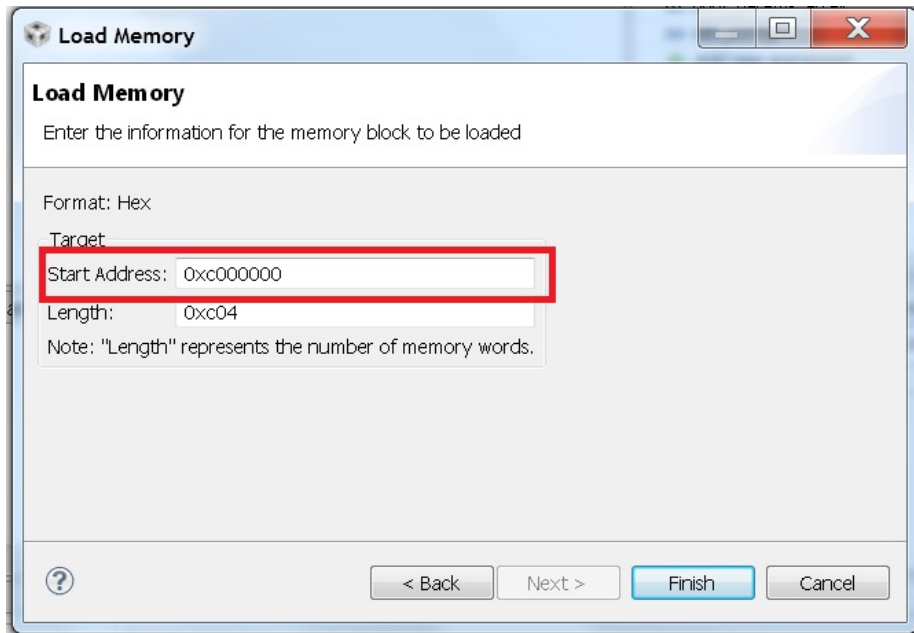 Load Memory
Load Memory
Enter the information for the memory block to be loaded
Format: Hex
Target
Start Address: 0xc000000
Length: 0xc04
Note: "Length" represents the number of memory words.
? < Back Next > Finish Cancel